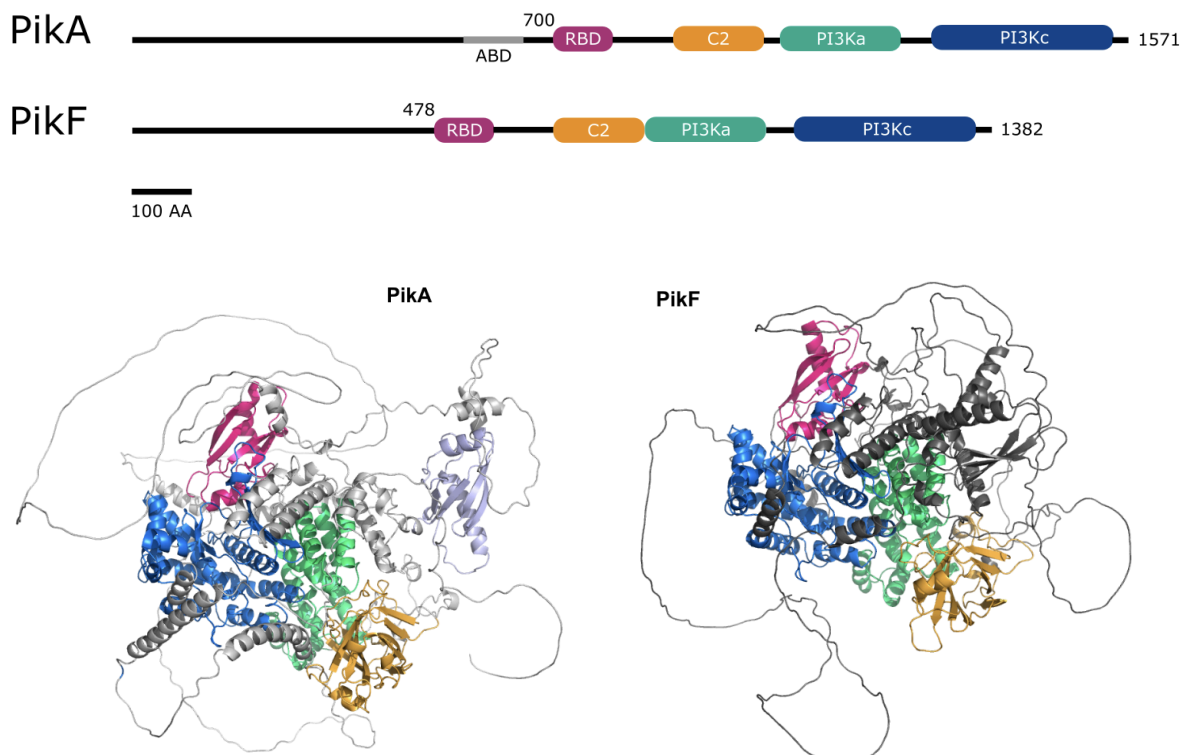 PikA
700
RBD
C2
PI3Ka
PI3Kc
1571
ABD
PikF
478
RBD
C2
PI3Ka
PI3Kc
1382
100 AA
PikA
PikF